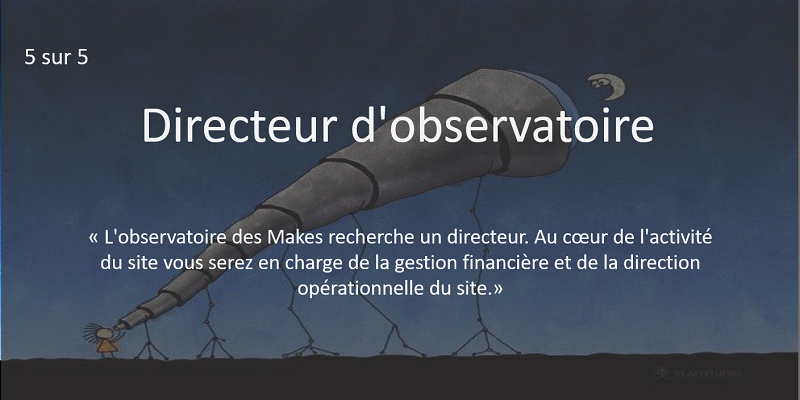 5 sur 5
Directeur d'observatoire
« L'observatoire des Makes recherche un directeur. Au cœur de l'activité
du site vous serez en charge de la gestion financière et de la direction
opérationnelle du site.»
VLADSTUDIO